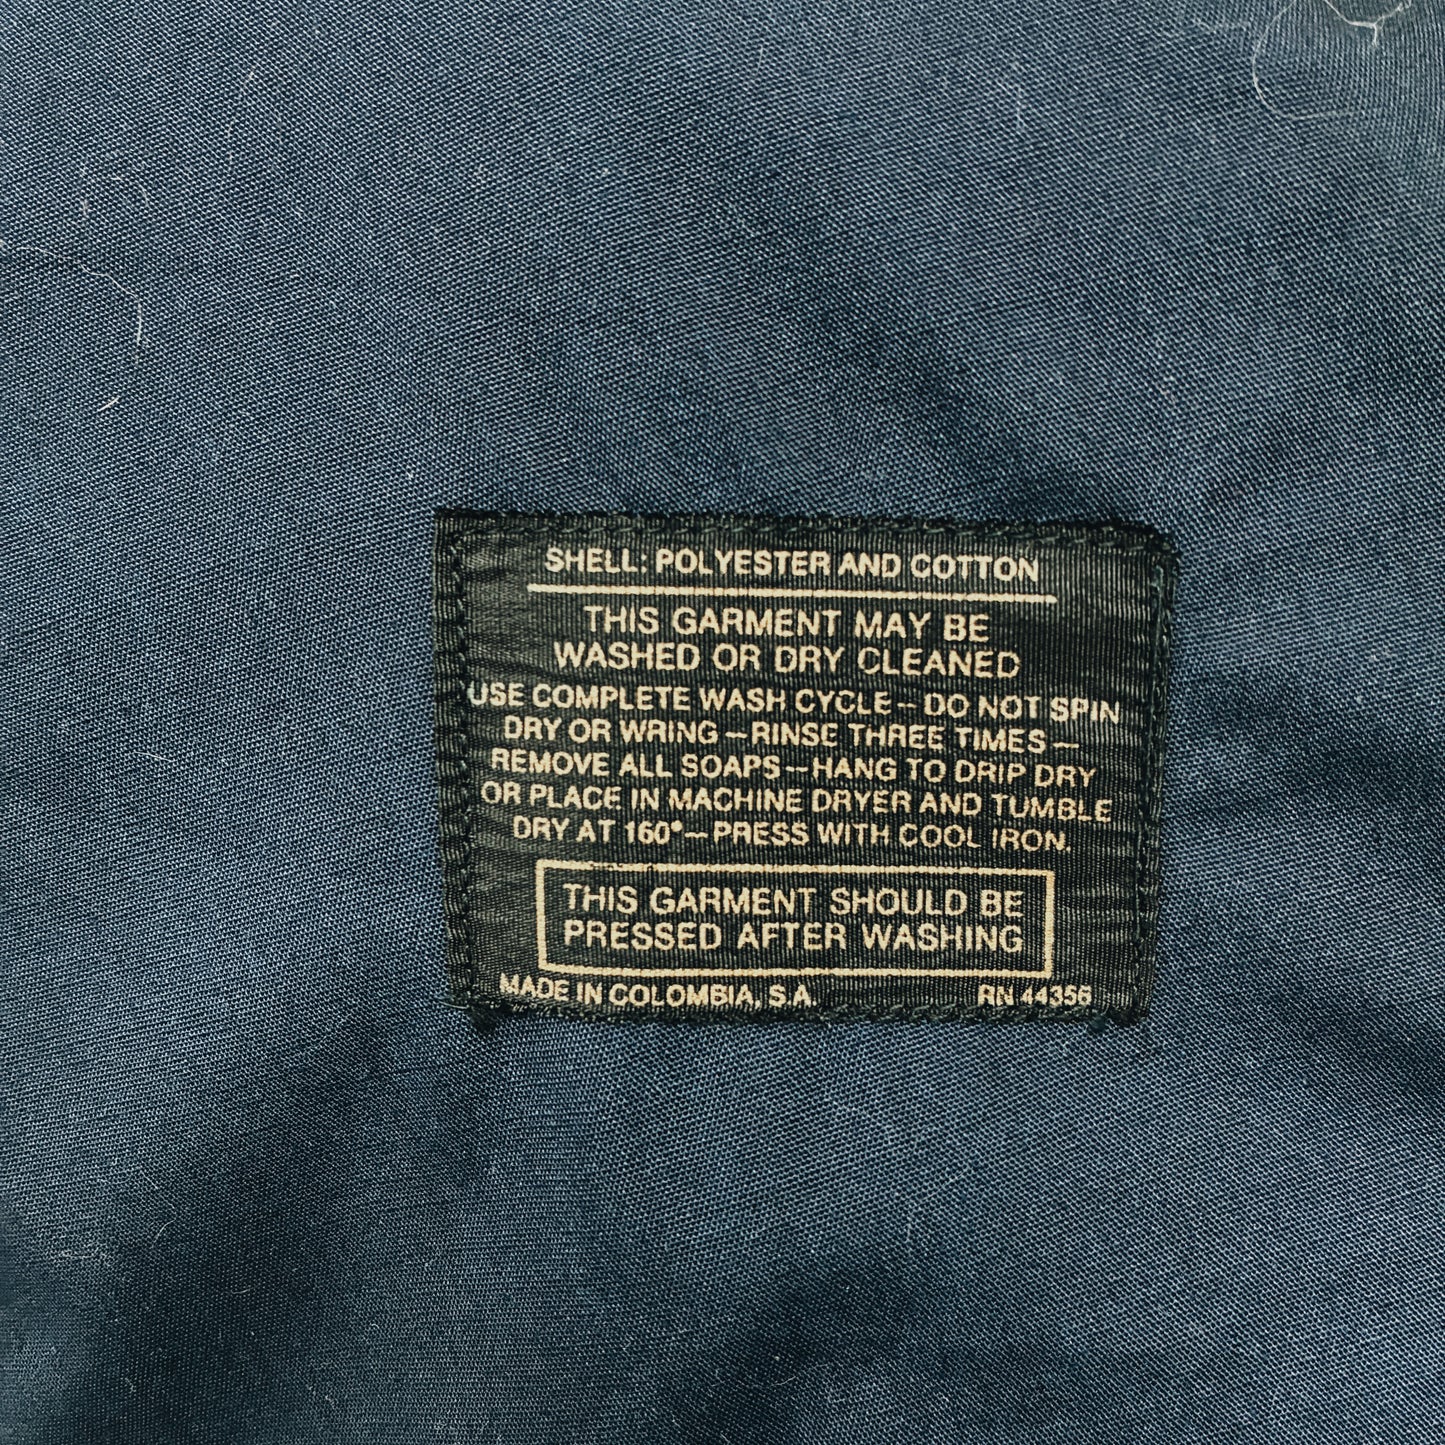 SHELL: POLYESTER AND COTTON
THIS GARMENT MAY BE
WASHED OR DRY CLEANED
USE COMPLETE WASH CYCLE – DO NOT SPIN
DRY OR WRING – RINSE THREE TIMES –
REMOVE ALL SOAPS – HANG TO DRIP DRY
OR PLACE IN MACHINE DRYER AND TUMBLE
DRY AT 160° – PRESS WITH COOL IRON.
THIS GARMENT SHOULD BE
PRESSED AFTER WASHING
MADE IN COLOMBIA, S.A. RN 44356